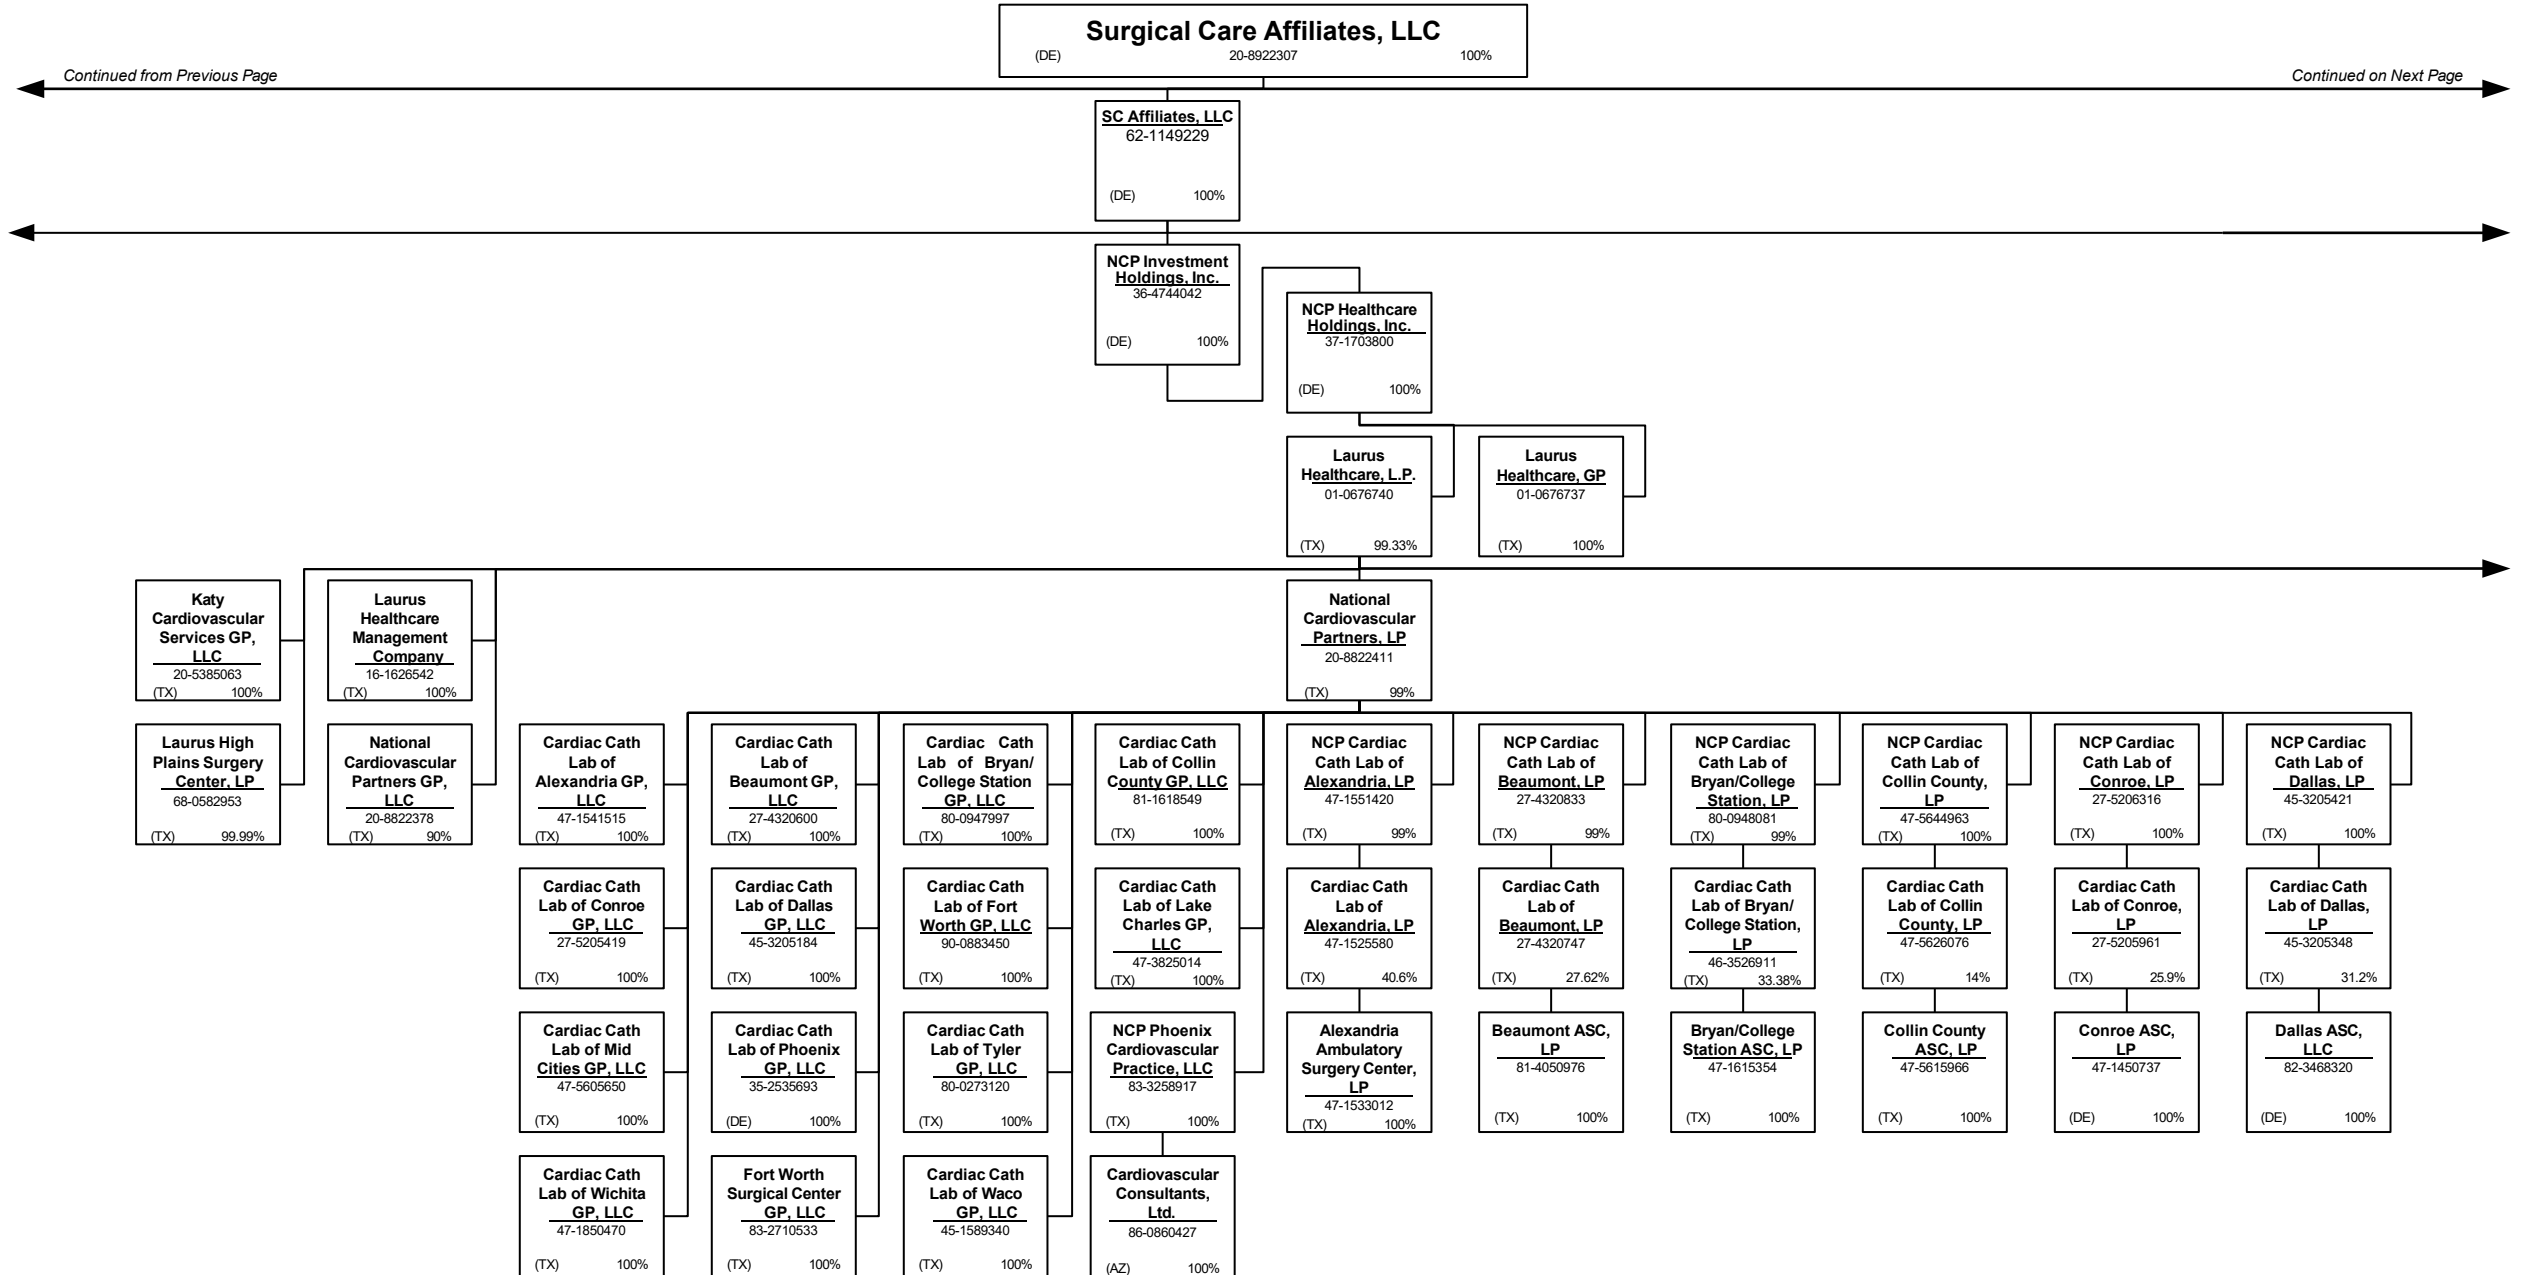 Surgical Care Affiliates, LLC
(DE) 20-8922307 100%
Continued from Previous Page
Continued on Next Page
SC Affiliates, LLC
62-1149229
(DE) 100%
NCP Investment
Holdings, Inc.
36-4744042
(DE) 100%
NCP Healthcare
Holdings, Inc.
37-1703800
(DE) 100%
Laurus
Healthcare, L.P.
01-0676740
(TX) 99.33%
Laurus
Healthcare, GP
01-0676737
(TX) 100%
Katy
Cardiovascular
Services GP,
LLC
20-5385063
(TX) 100%
Laurus
Healthcare
Management
Company
16-1626542
(TX) 100%
National
Cardiovascular
Partners, LP
20-8822411
(TX) 99%
Laurus High
Plains Surgery
Center, LP
68-0582953
(TX) 99.99%
National
Cardiovascular
Partners GP,
LLC
20-8822378
(TX) 90%
Cardiac Cath
Lab of
Alexandria GP,
LLC
47-1541515
(TX) 100%
Cardiac Cath
Lab of
Beaumont GP,
LLC
27-4320600
(TX) 100%
Cardiac Cath
Lab of Bryan/
College Station
GP, LLC
80-0947997
(TX) 100%
Cardiac Cath
Lab of Collin
County GP, LLC
81-1618549
(TX) 100%
NCP Cardiac
Cath Lab of
Alexandria, LP
47-1551420
(TX) 99%
NCP Cardiac
Cath Lab of
Beaumont, LP
27-4320833
(TX) 99%
NCP Cardiac
Cath Lab of
Bryan/College
Station, LP
80-0948081
(TX) 99%
NCP Cardiac
Cath Lab of
Collin County,
LP
47-5644963
(TX) 100%
NCP Cardiac
Cath Lab of
Conroe, LP
27-5206316
(TX) 100%
NCP Cardiac
Cath Lab of
Dallas, LP
45-3205421
(TX) 100%
Cardiac Cath
Lab of Conroe
GP, LLC
27-5205419
(TX) 100%
Cardiac Cath
Lab of Dallas
GP, LLC
45-3205184
(TX) 100%
Cardiac Cath
Lab of Fort
Worth GP, LLC
90-0883450
(TX) 100%
Cardiac Cath
Lab of Lake
Charles GP,
LLC
47-3825014
(TX) 100%
Cardiac Cath
Lab of
Alexandria, LP
47-1525580
(TX) 40.6%
Cardiac Cath
Lab of
Beaumont, LP
27-4320747
(TX) 27.62%
Cardiac Cath
Lab of Bryan/
College Station,
LP
46-3526911
(TX) 33.38%
Cardiac Cath
Lab of Collin
County, LP
47-5626076
(TX) 14%
Cardiac Cath
Lab of Conroe,
LP
27-5205961
(TX) 25.9%
Cardiac Cath
Lab of Dallas,
LP
45-3205348
(TX) 31.2%
Cardiac Cath
Lab of Mid
Cities GP, LLC
47-5605650
(TX) 100%
Cardiac Cath
Lab of Phoenix
GP, LLC
35-2535693
(DE) 100%
Cardiac Cath
Lab of Tyler
GP, LLC
80-0273120
(TX) 100%
NCP Phoenix
Cardiovascular
Practice, LLC
83-3258917
(TX) 100%
Alexandria
Ambulatory
Surgery Center,
LP
47-1533012
(TX) 100%
Beaumont ASC,
LP
81-4050976
(TX) 100%
Bryan/College
Station ASC, LP
47-1615354
(TX) 100%
Collin County
ASC, LP
47-5615966
(TX) 100%
Conroe ASC,
LP
47-1450737
(DE) 100%
Dallas ASC,
LLC
82-3468320
(DE) 100%
Cardiac Cath
Lab of Wichita
GP, LLC
47-1850470
(TX) 100%
Fort Worth
Surgical Center
GP, LLC
83-2710533
(TX) 100%
Cardiac Cath
Lab of Waco
GP, LLC
45-1589340
(TX) 100%
Cardiovascular
Consultants,
Ltd.
86-0860427
(AZ) 100%